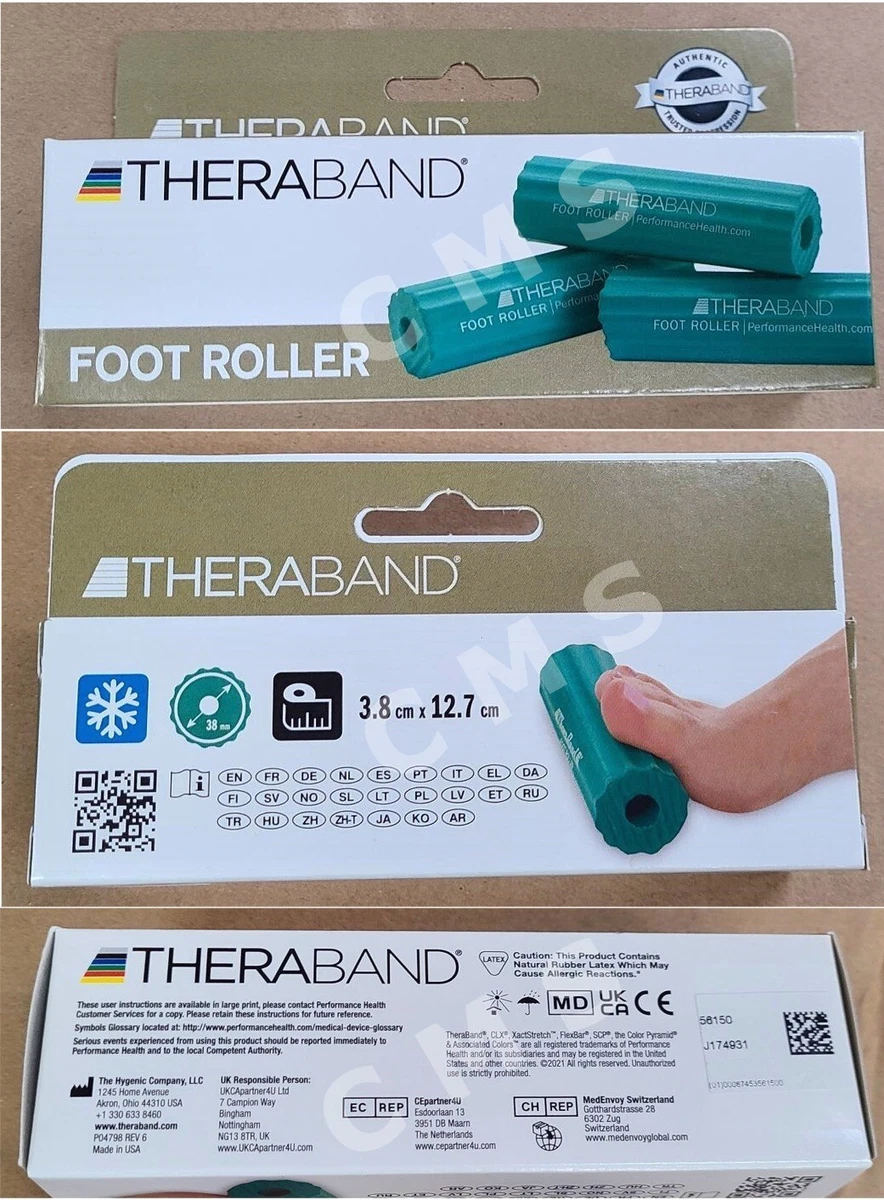 AUTHENTIC
THERABAND
THERABAND®
THERABAND®
THERABAND
FOOT ROLLER | PerformanceHealth.com
THERABAND
FOOT ROLLER
THERABAND
FOOT ROLLER | PerformanceHealth.com
FOOT ROLLER
CMS
THERABAND®
38 mm
3.8 cm x 12.7 cm
i
EN FR DE NL ES PT IT EL DA
FI SV NO SL LT PL LV ET RU
TR HU ZH ZH-T JA KO AR
CMS
THERABAND®
LATEX
Caution: This Product Contains
Natural Rubber Latex Which May
Cause Allergic Reactions."
These user instructions are available in large print, please contact Performance Health
Customer Services for a copy. Please retain these instructions for future reference.
Symbols Glossary located at: http://www.performancehealth.com/medical-device-glossary
Serious events experienced from using this product should be reported immediately to
Performance Health and to the local Competent Authority.
MD UK CA CE
TheraBand®, CLX®, XactStretch™, FlexBar®, SCP®, the Color Pyramid®
& Associated Colors™ are all registered trademarks of Performance
Health and/or its subsidiaries and may be registered in the United
States and other countries. ©2021 All rights reserved. Unauthorized
use is strictly prohibited.
The Hygenic Company, LLC
1245 Home Avenue
Akron, Ohio 44310 USA
+1 330 633 8460
www.theraband.com
P04798 REV 6
Made in USA
UK Responsible Person:
UKCApartner4U Ltd
7 Campion Way
Bingham
Nottingham
NG13 8TR, UK
www.UKCApartner4U.com
EC REP
CEpartner4U
Esdoorlaan 13
3951 DB Maarn
The Netherlands
www.cepartner4u.com
CH REP
MedEnvoy Switzerland
Gotthardstrasse 28
6302 Zug
Switzerland
www.medenvoyglobal.com
56150
J174931
CMS